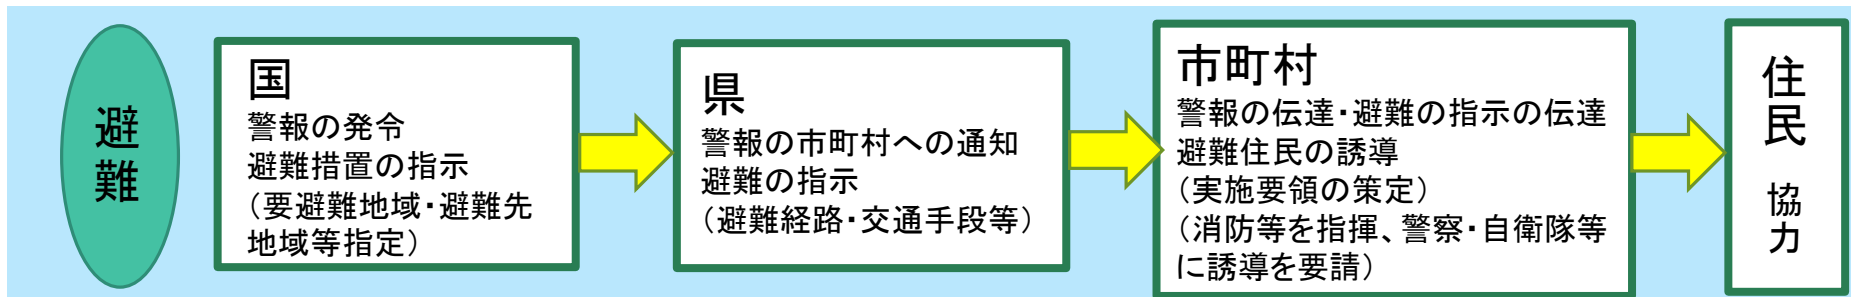 避難
国
警報の発令
避難措置の指示
（要避難地域・避難先
地域等指定）
県
警報の市町村への通知
避難の指示
（避難経路・交通手段等）
市町村
警報の伝達・避難の指示の伝達
避難住民の誘導
（実施要領の策定）
（消防等を指揮、警察・自衛隊等
に誘導を要請）
住民 協力